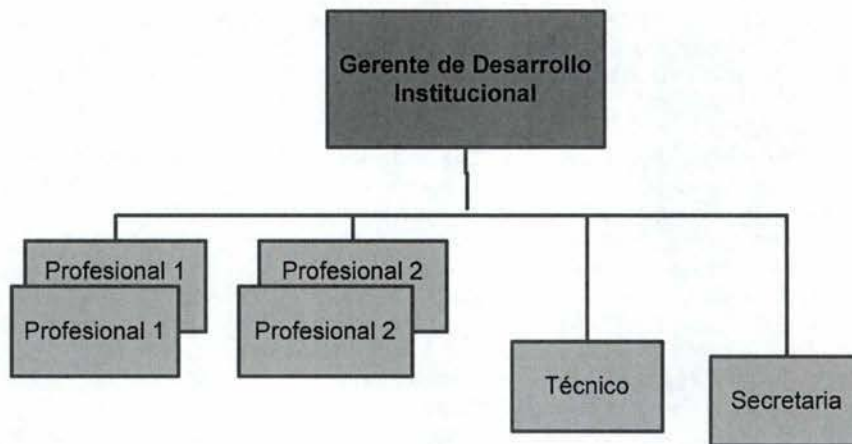 Gerente de Desarrollo
Institucional
Profesional 1
Profesional 2
Profesional 1
Profesional 2
Técnico
Secretaria